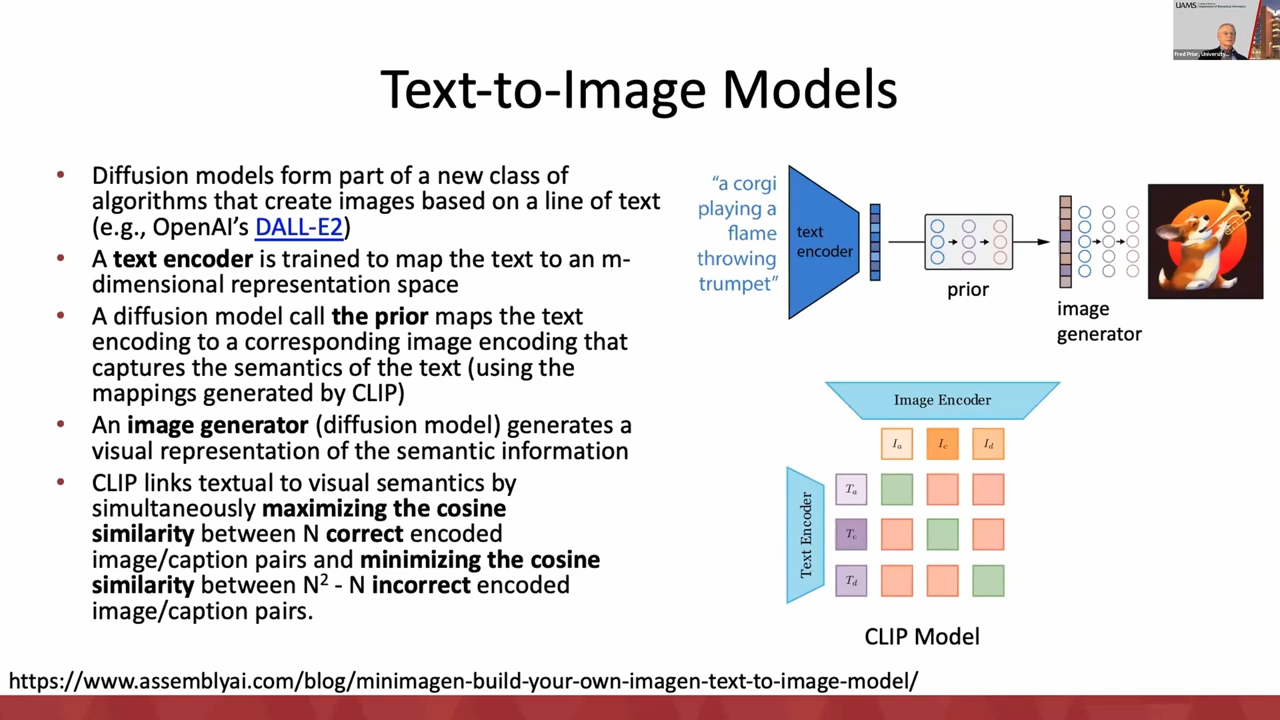 UAMS
Fred Prior, University...
Text-to-Image Models
• Diffusion models form part of a new class of
algorithms that create images based on a line of text
(e.g., OpenAI’s DALL-E2)
• A text encoder is trained to map the text to an m-
dimensional representation space
• A diffusion model call the prior maps the text
encoding to a corresponding image encoding that
captures the semantics of the text (using the
mappings generated by CLIP)
• An image generator (diffusion model) generates a
visual representation of the semantic information
• CLIP links textual to visual semantics by
simultaneously maximizing the cosine
similarity between N correct encoded
image/caption pairs and minimizing the cosine
similarity between N² - N incorrect encoded
image/caption pairs.
“a corgi
playing a
flame
throwing
trumpet”
text
encoder
prior
image
generator
Image Encoder
Iₐ I꜀ I_d
Text Encoder
Tₐ
T꜀
T_d
CLIP Model
https://www.assemblyai.com/blog/minimagen-build-your-own-imagen-text-to-image-model/